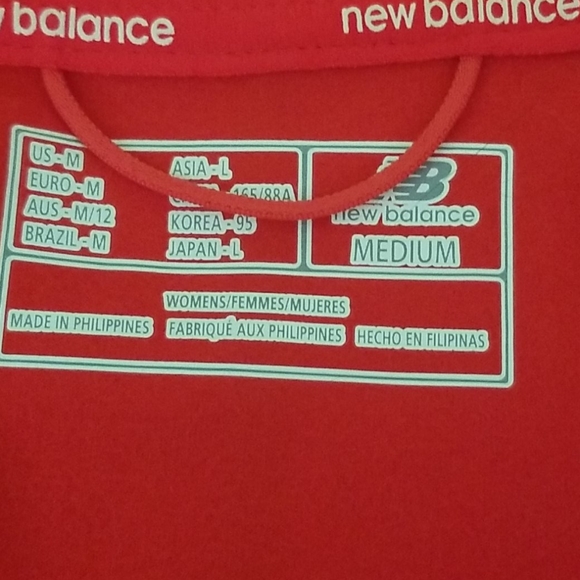 balance
new balance
US - M
EURO - M
AUS - M/12
BRAZIL - M
ASIA - L
165/88A
KOREA - 95
JAPAN - L
new balance
MEDIUM
WOMENS/FEMMES/MUJERES
MADE IN PHILIPPINES
FABRIQUÉ AUX PHILIPPINES
HECHO EN FILIPINAS